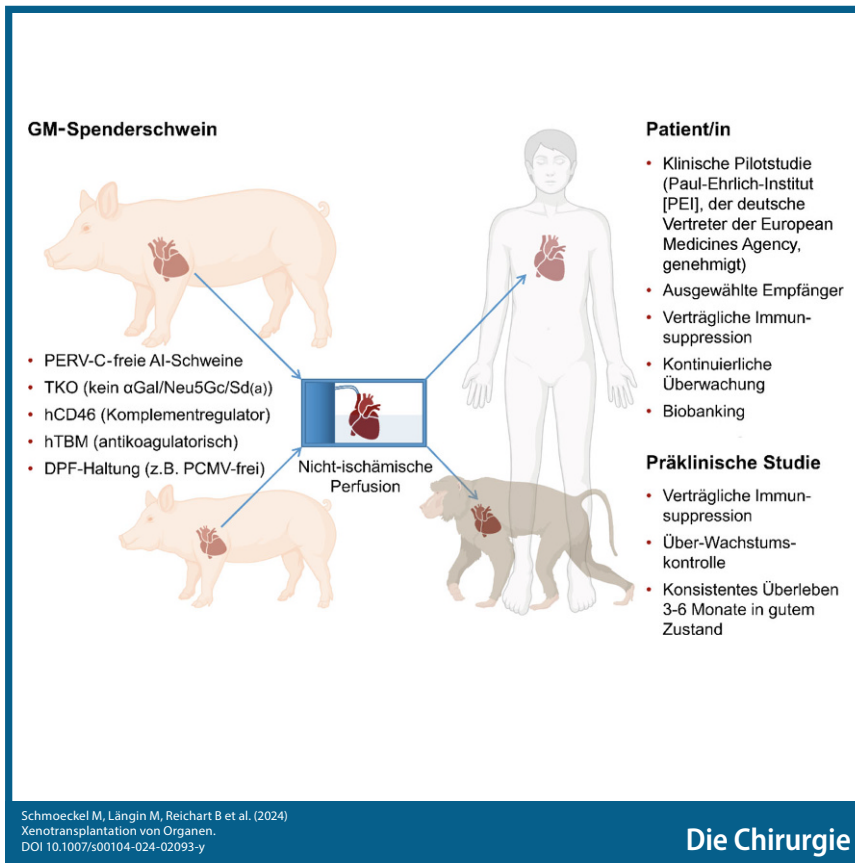 GM-Spenderschwein
• PERV-C-freie AI-Schweine
• TKO (kein αGal/Neu5Gc/Sd(a))
• hCD46 (Komplementregulator)
• hTBM (antikoagulatorisch)
• DPF-Haltung (z.B. PCMV-frei)
Nicht-ischämische
Perfusion
Patient/in
• Klinische Pilotstudie
(Paul-Ehrlich-Institut
[PEI], der deutsche
Vertreter der European
Medicines Agency,
genehmigt)
• Ausgewählte Empfänger
• Verträgliche Immun-
suppression
• Kontinuierliche
Überwachung
• Biobanking
Präklinische Studie
• Verträgliche Immun-
suppression
• Über-Wachstums-
kontrolle
• Konsistentes Überleben
3-6 Monate in gutem
Zustand
Schmoeckel M, Längin M, Reichart B et al. (2024)
Xenotransplantation von Organen.
DOI 10.1007/s00104-024-02093-y
Die Chirurgie